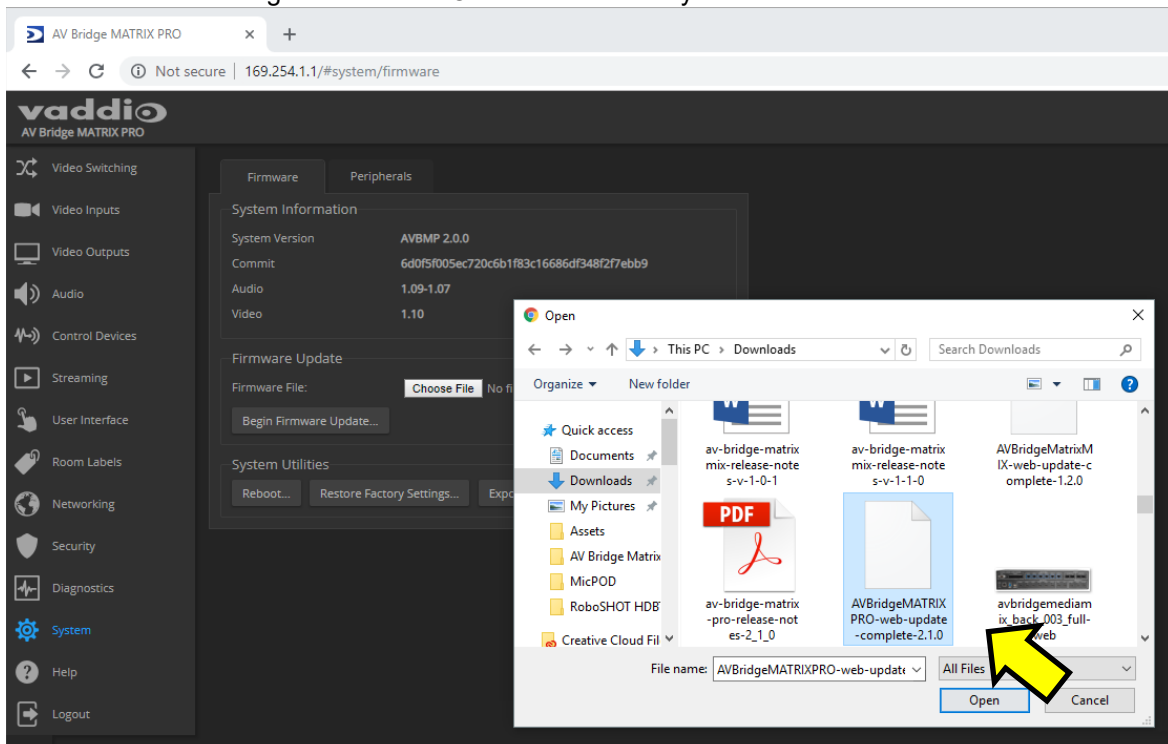 AV Bridge MATRIX PRO
Not secure | 169.254.1.1/#system/firmware
vaddio
AV Bridge MATRIX PRO
Video Switching
Video Inputs
Video Outputs
Audio
Control Devices
Streaming
User Interface
Room Labels
Networking
Security
Diagnostics
System
Help
Logout
Firmware Peripherals
System Information
System Version AVBMP 2.0.0
Commit 6d0f5f005ec720c6b1f83c16686df348f2f7ebb9
Audio 1.09-1.07
Video 1.10
Firmware Update
Firmware File: Choose File No fi
Begin Firmware Update...
System Utilities
Reboot... Restore Factory Settings... Expo
Open
This PC > Downloads
Search Downloads
Organize New folder
Quick access
Documents
Downloads
My Pictures
Assets
AV Bridge Matrix
MicPOD
RoboSHOT HDB
Creative Cloud Fil
av-bridge-matrix
mix-release-note
s-v-1-0-1
av-bridge-matrix
mix-release-note
s-v-1-1-0
AVBridgeMatrixM
IX-web-update-c
omplete-1.2.0
PDF
av-bridge-matrix
-pro-release-not
es-2_1_0
AVBridgeMATRIX
PRO-web-update
-complete-2.1.0
avbridgemediam
ix_back_003_full-
web
File name: AVBridgeMATRIXPRO-web-update
All Files
Open Cancel